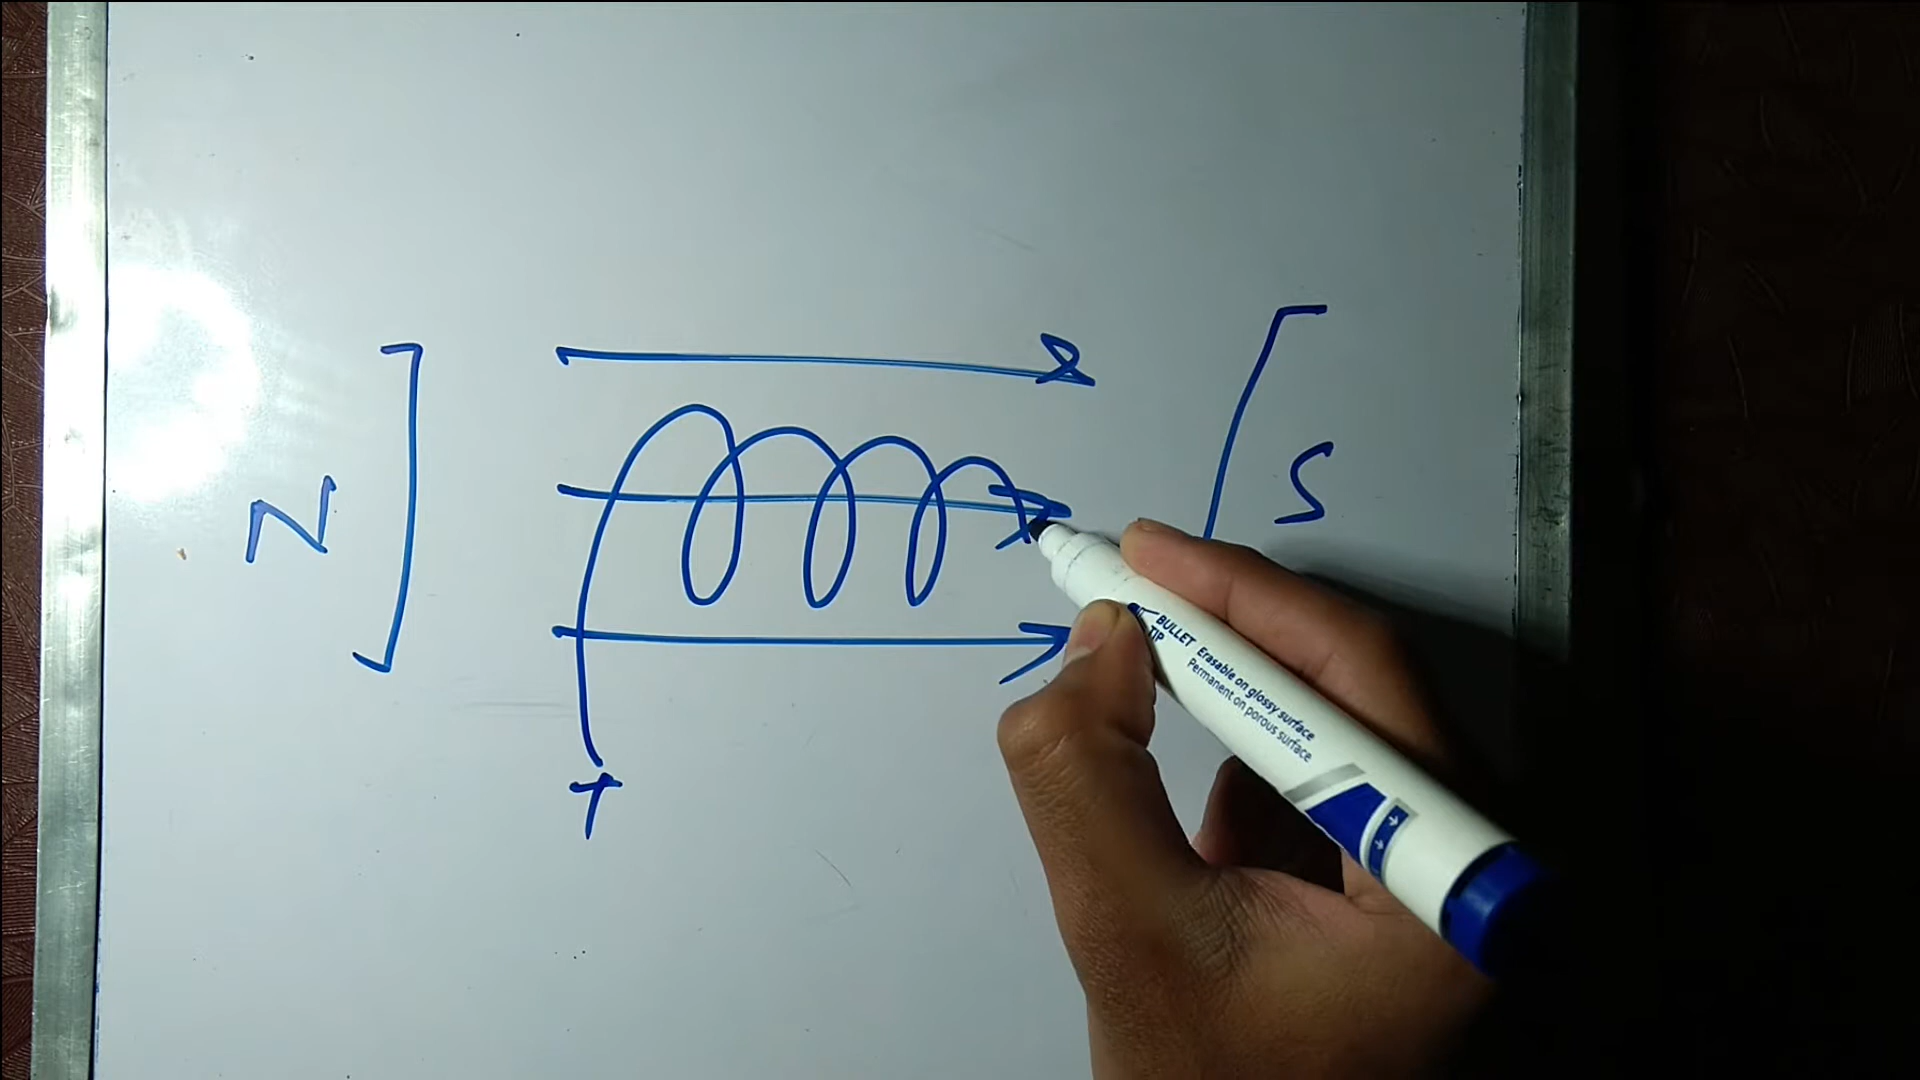 N
S
+
BULLET
TIP
Erasable on glossy surface
Permanent on porous surface